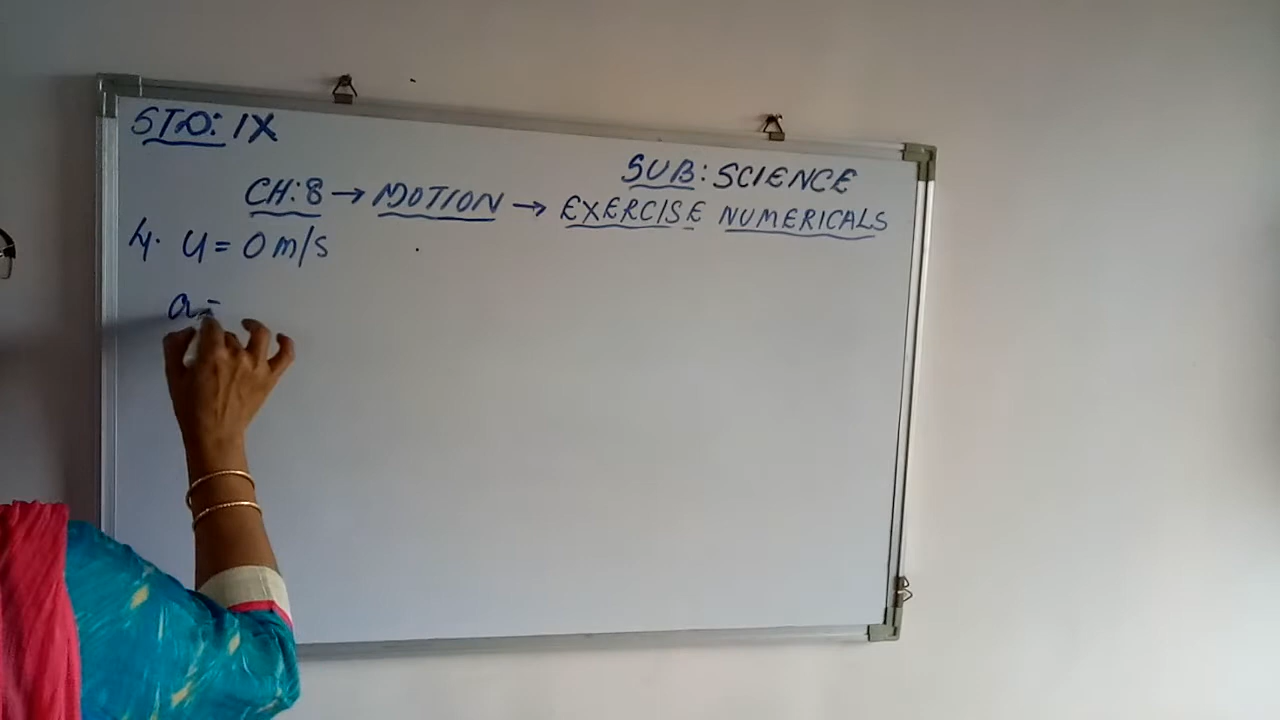 STD: IX
SUB: SCIENCE
CH: 8 → MOTION → EXERCISE NUMERICALS
4. u = 0 m/s
a =